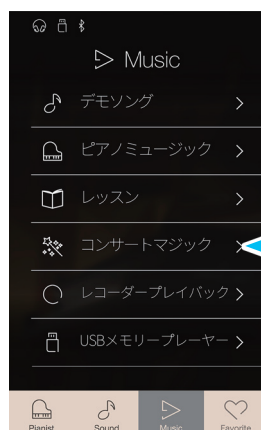 Music
デモソング
ピアノミュージック
レッスン
コンサートマジック
レコーダープレイバック
USBメモリープレーヤー
Pianist Sound Music Favorite